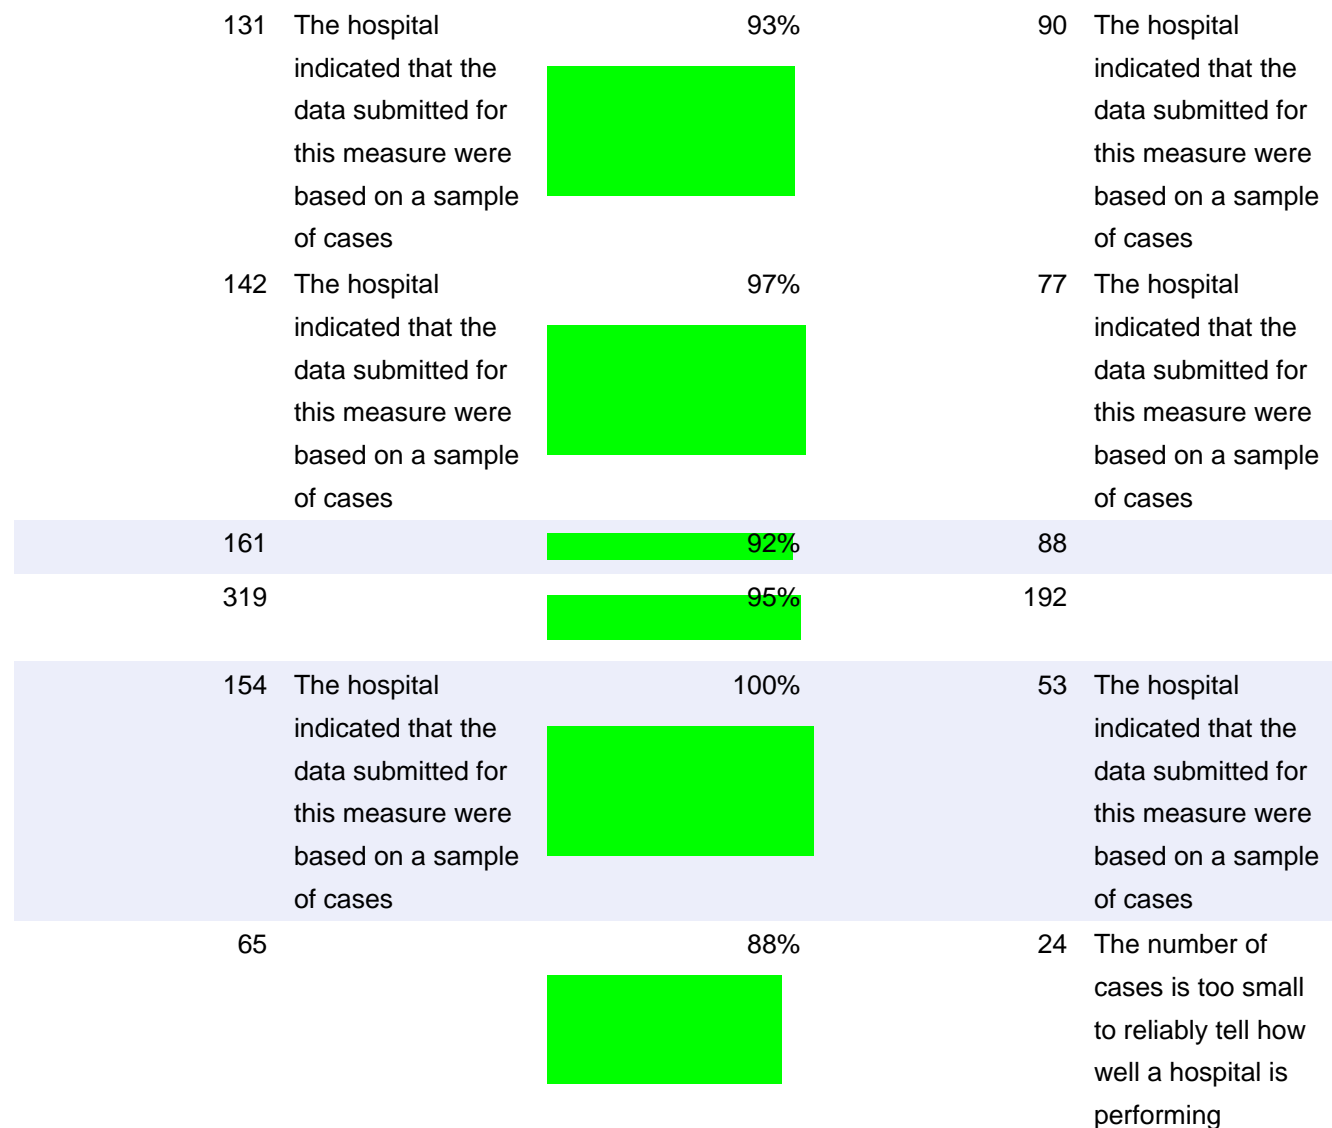 131 The hospital 93% 90 The hospital
indicated that the indicated that the
data submitted for data submitted for
this measure were this measure were
based on a sample based on a sample
of cases of cases
142 The hospital 97% 77 The hospital
indicated that the indicated that the
data submitted for data submitted for
this measure were this measure were
based on a sample based on a sample
of cases of cases
161 92% 88
319 95% 192
154 The hospital 100% 53 The hospital
indicated that the indicated that the
data submitted for data submitted for
this measure were this measure were
based on a sample based on a sample
of cases of cases
65 88% 24 The number of
cases is too small
to reliably tell how
well a hospital is
performing